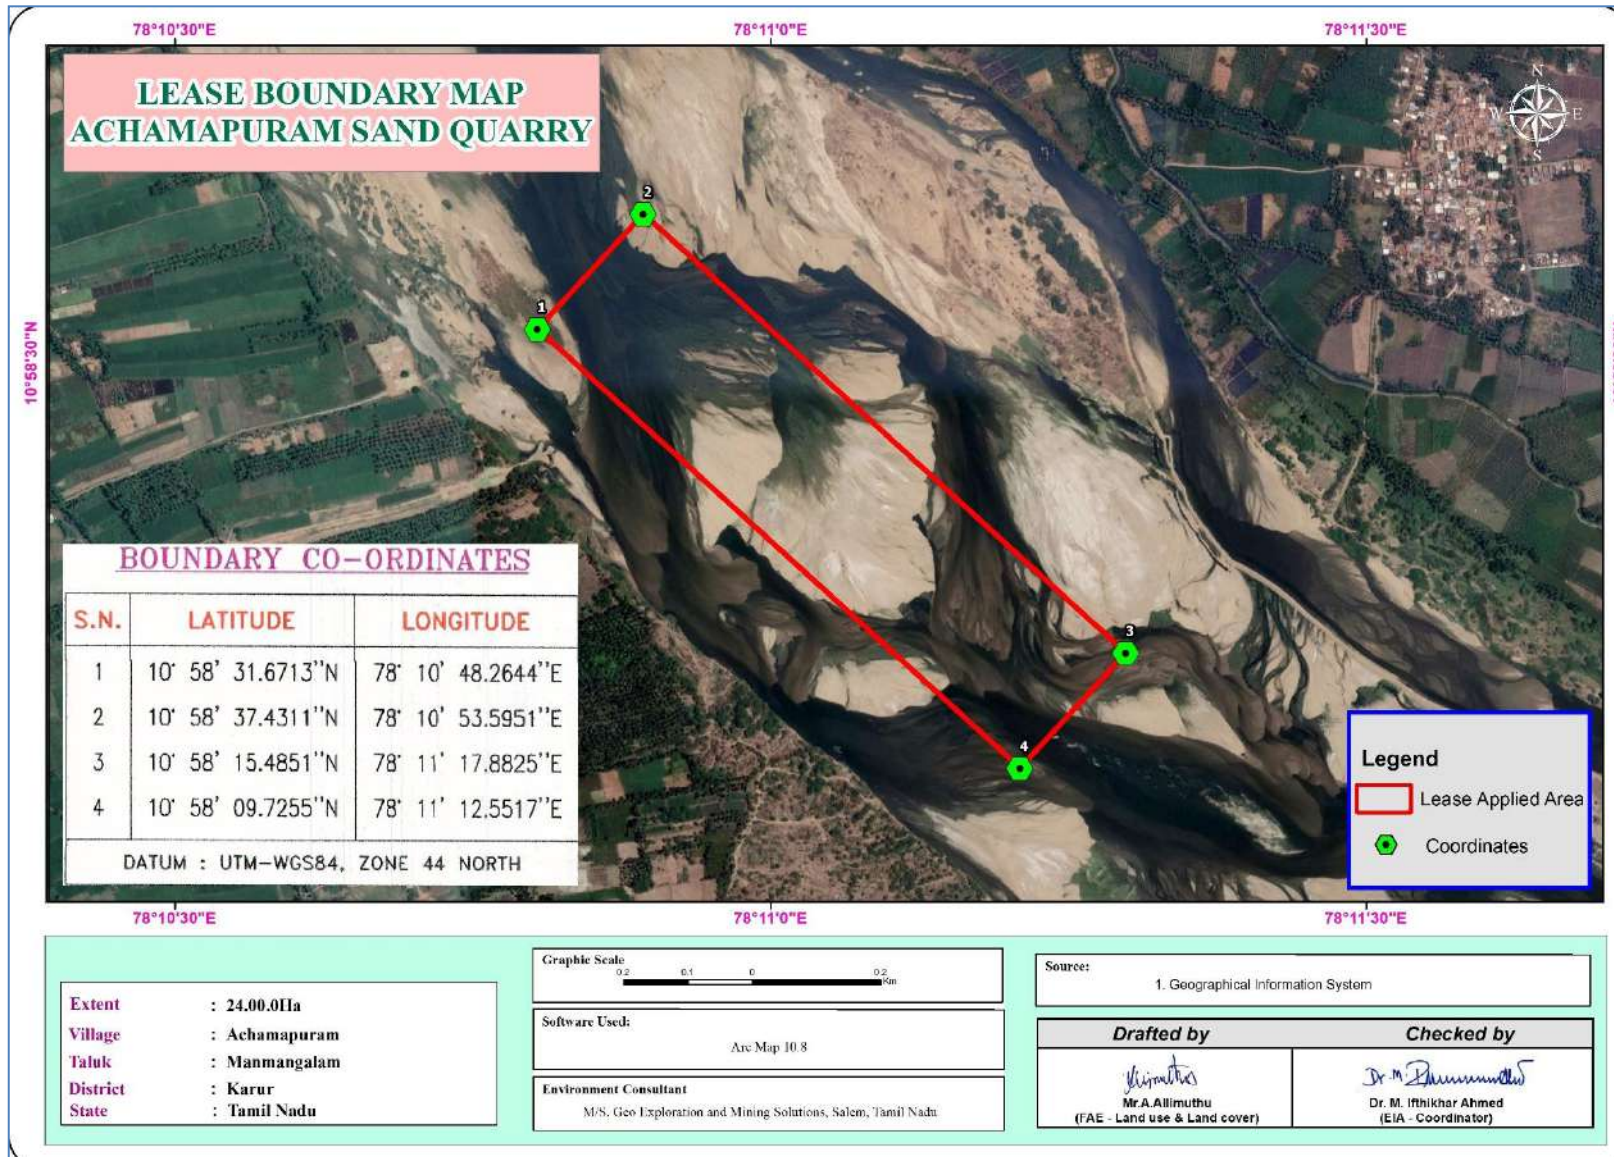 78°10'30"E 78°11'0"E 78°11'30"E
LEASE BOUNDARY MAP
ACHAMAPURAM SAND QUARRY
N
W E
S
2
1
10°58'30"N
3
4
BOUNDARY CO-ORDINATES
S.N. LATITUDE LONGITUDE
1 10° 58' 31.6713''N 78° 10' 48.2644''E
2 10° 58' 37.4311''N 78° 10' 53.5951''E
3 10° 58' 15.4851''N 78° 11' 17.8825''E
4 10° 58' 09.7255''N 78° 11' 12.5517''E
DATUM : UTM-WGS84, ZONE 44 NORTH
Legend
Lease Applied Area
Coordinates
78°10'30"E 78°11'0"E 78°11'30"E
Extent : 24.00.0Ha
Village : Achamapuram
Taluk : Manmangalam
District : Karur
State : Tamil Nadu
Graphic Scale
0.2 0.1 0 0.2
Km
Software Used:
Arc Map 10.8
Environment Consultant
M/S. Geo Exploration and Mining Solutions, Salem, Tamil Nadu
Source:
1. Geographical Information System
Drafted by Checked by
Mr.A.Allimuthu
(FAE - Land use & Land cover)
Dr. M. Ifthikhar Ahmed
(EIA - Coordinator)